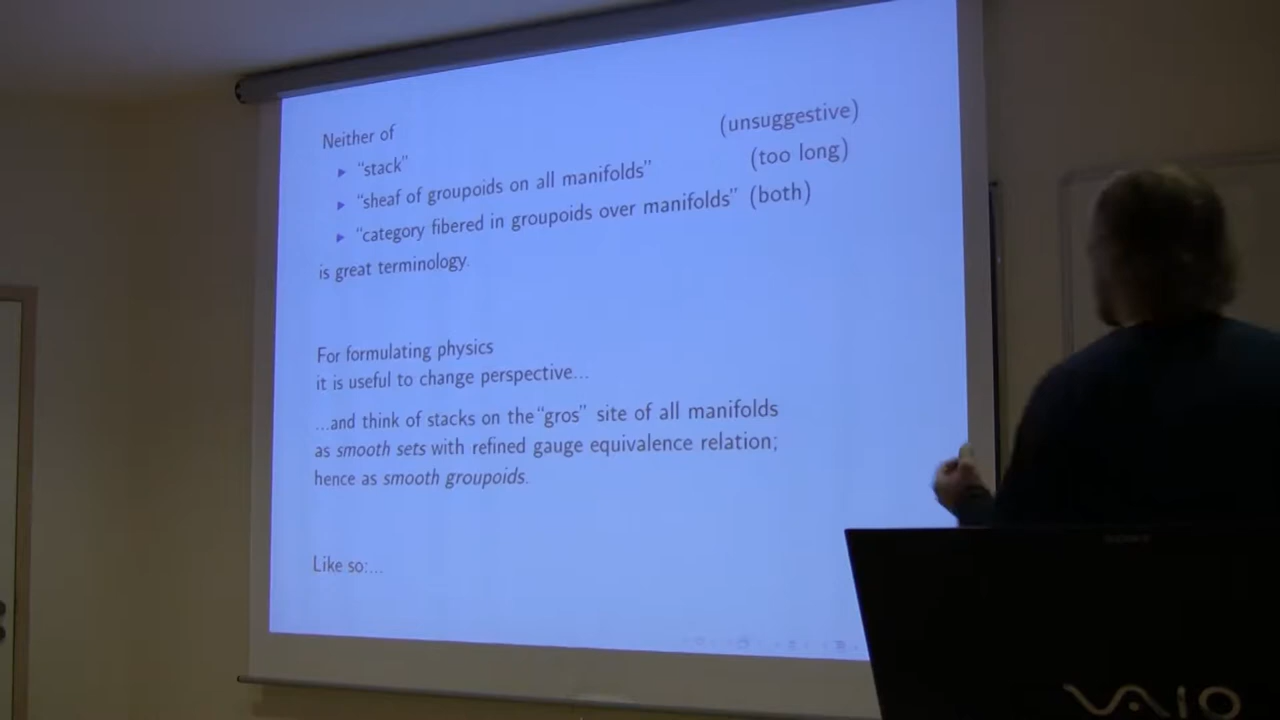 Neither of
"stack" (unsuggestive)
"sheaf of groupoids on all manifolds" (too long)
"category fibered in groupoids over manifolds" (both)
is great terminology.
For formulating physics
it is useful to change perspective...
...and think of stacks on the "gros" site of all manifolds
as smooth sets with refined gauge equivalence relation;
hence as smooth groupoids.
Like so:...
SONY
VAIO